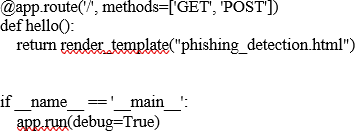 @app.route('/', methods=['GET', 'POST'])
def hello():
    return render_template("phishing_detection.html")
if __name__ == '__main__':
    app.run(debug=True)